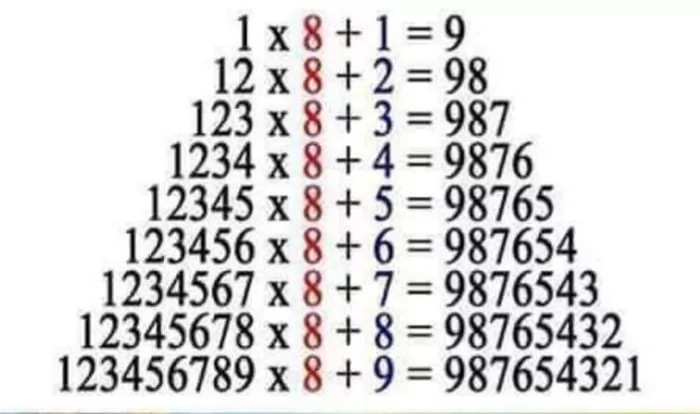 1 x 8 + 1 = 9
12 x 8 + 2 = 98
123 x 8 + 3 = 987
1234 x 8 + 4 = 9876
12345 x 8 + 5 = 98765
123456 x 8 + 6 = 987654
1234567 x 8 + 7 = 9876543
12345678 x 8 + 8 = 98765432
123456789 x 8 + 9 = 987654321